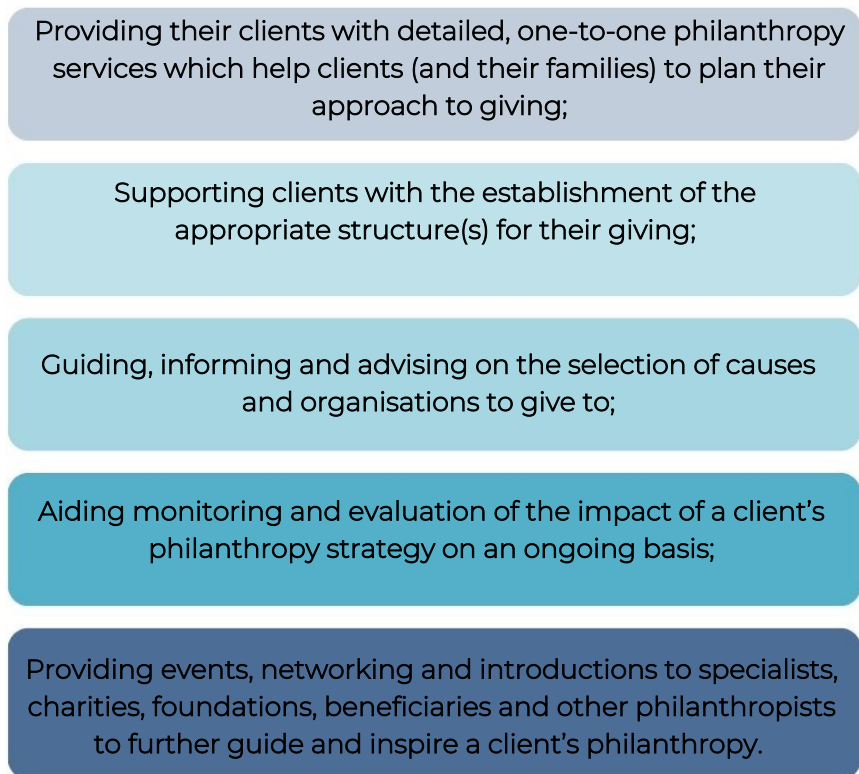 Providing their clients with detailed, one-to-one philanthropy
services which help clients (and their families) to plan their
approach to giving;
Supporting clients with the establishment of the
appropriate structure(s) for their giving;
Guiding, informing and advising on the selection of causes
and organisations to give to;
Aiding monitoring and evaluation of the impact of a client’s
philanthropy strategy on an ongoing basis;
Providing events, networking and introductions to specialists,
charities, foundations, beneficiaries and other philanthropists
to further guide and inspire a client’s philanthropy.